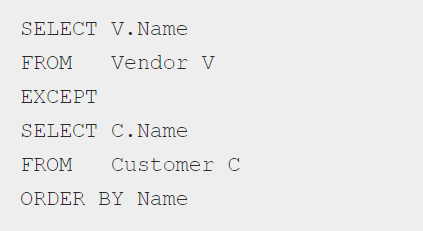 SELECT V.Name
FROM   Vendor V
EXCEPT
SELECT C.Name
FROM   Customer C
ORDER BY Name